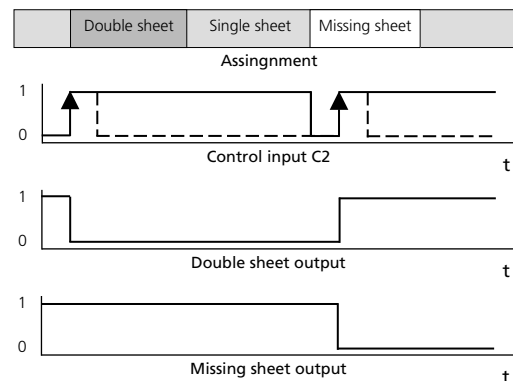 Double sheet Single sheet Missing sheet
Assingnment
1
0
Control input C2
t
1
0
Double sheet output
t
1
0
Missing sheet output
t